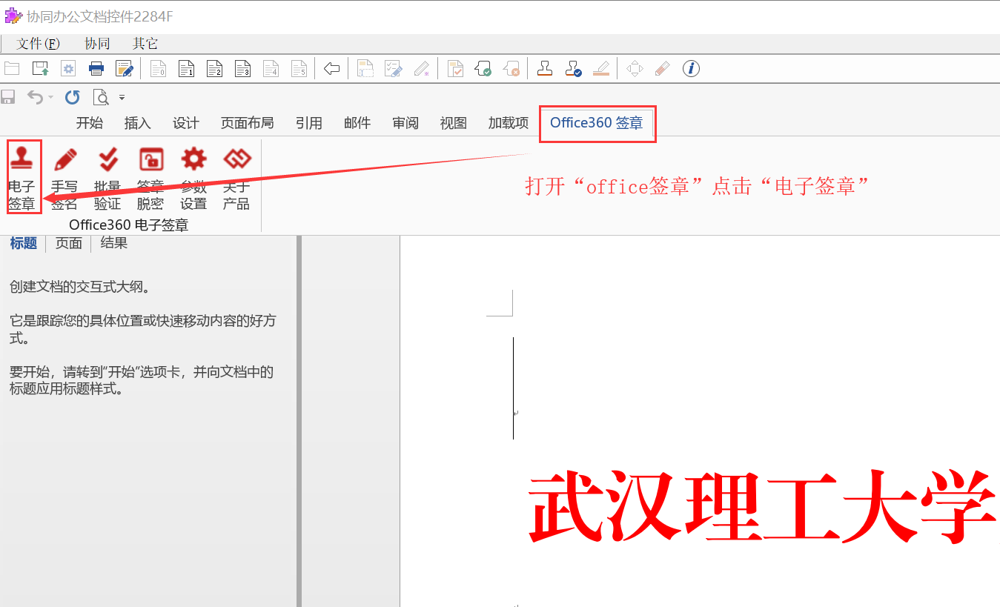 协同办公文档控件2284F
文件(F) 协同 其它
0 1 2 3 4 5
开始 插入 设计 页面布局 引用 邮件 审阅 视图 加载项 Office360 签章
电子 手写 批量 签章 参数 关于
签章 签名 验证 脱密 设置 产品
Office360 电子签章
打开“office签章”点击“电子签章”
标题 页面 结果
创建文档的交互式大纲。
它是跟踪您的具体位置或快速移动内容的好方
式。
要开始，请转到“开始”选项卡，并向文档中的
标题应用标题样式。
武汉理工大学